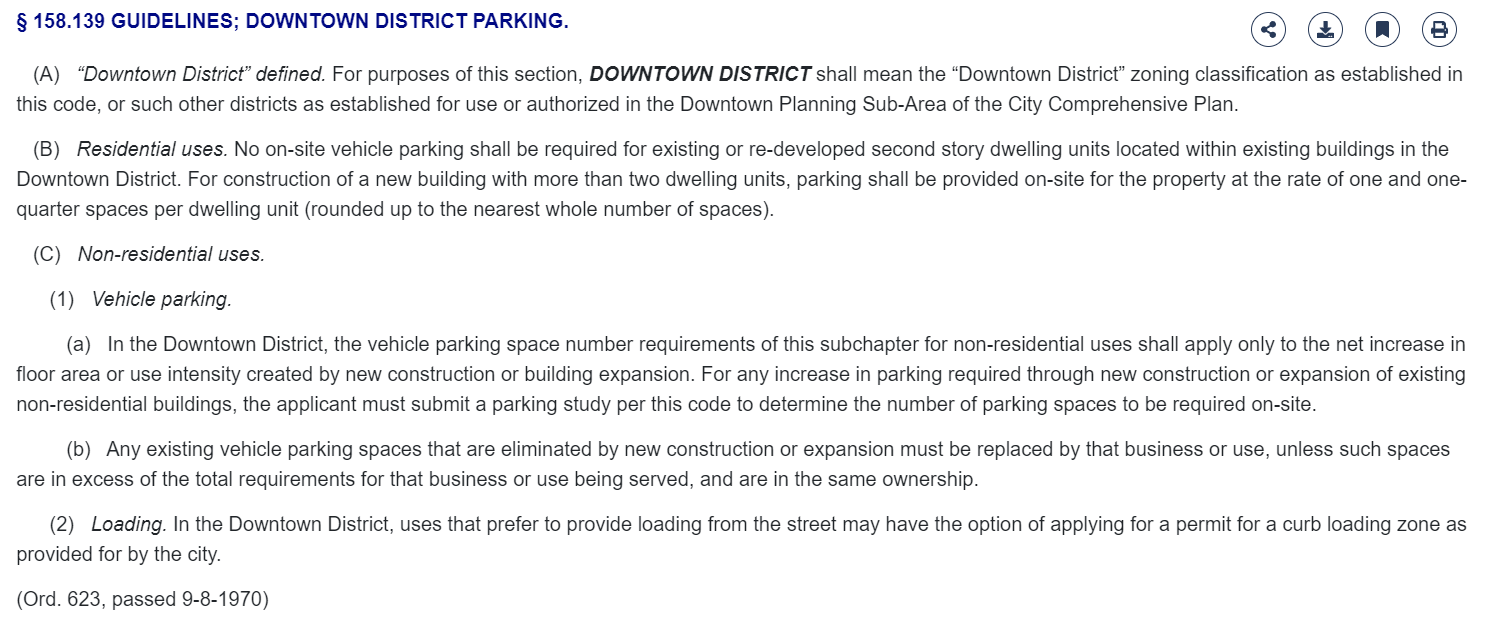 § 158.139 GUIDELINES; DOWNTOWN DISTRICT PARKING.
(A) “Downtown District” defined. For purposes of this section, DOWNTOWN DISTRICT shall mean the “Downtown District” zoning classification as established in
this code, or such other districts as established for use or authorized in the Downtown Planning Sub-Area of the City Comprehensive Plan.
(B) Residential uses. No on-site vehicle parking shall be required for existing or re-developed second story dwelling units located within existing buildings in the
Downtown District. For construction of a new building with more than two dwelling units, parking shall be provided on-site for the property at the rate of one and one-
quarter spaces per dwelling unit (rounded up to the nearest whole number of spaces).
(C) Non-residential uses.
(1) Vehicle parking.
(a) In the Downtown District, the vehicle parking space number requirements of this subchapter for non-residential uses shall apply only to the net increase in
floor area or use intensity created by new construction or building expansion. For any increase in parking required through new construction or expansion of existing
non-residential buildings, the applicant must submit a parking study per this code to determine the number of parking spaces to be required on-site.
(b) Any existing vehicle parking spaces that are eliminated by new construction or expansion must be replaced by that business or use, unless such spaces
are in excess of the total requirements for that business or use being served, and are in the same ownership.
(2) Loading. In the Downtown District, uses that prefer to provide loading from the street may have the option of applying for a permit for a curb loading zone as
provided for by the city.
(Ord. 623, passed 9-8-1970)